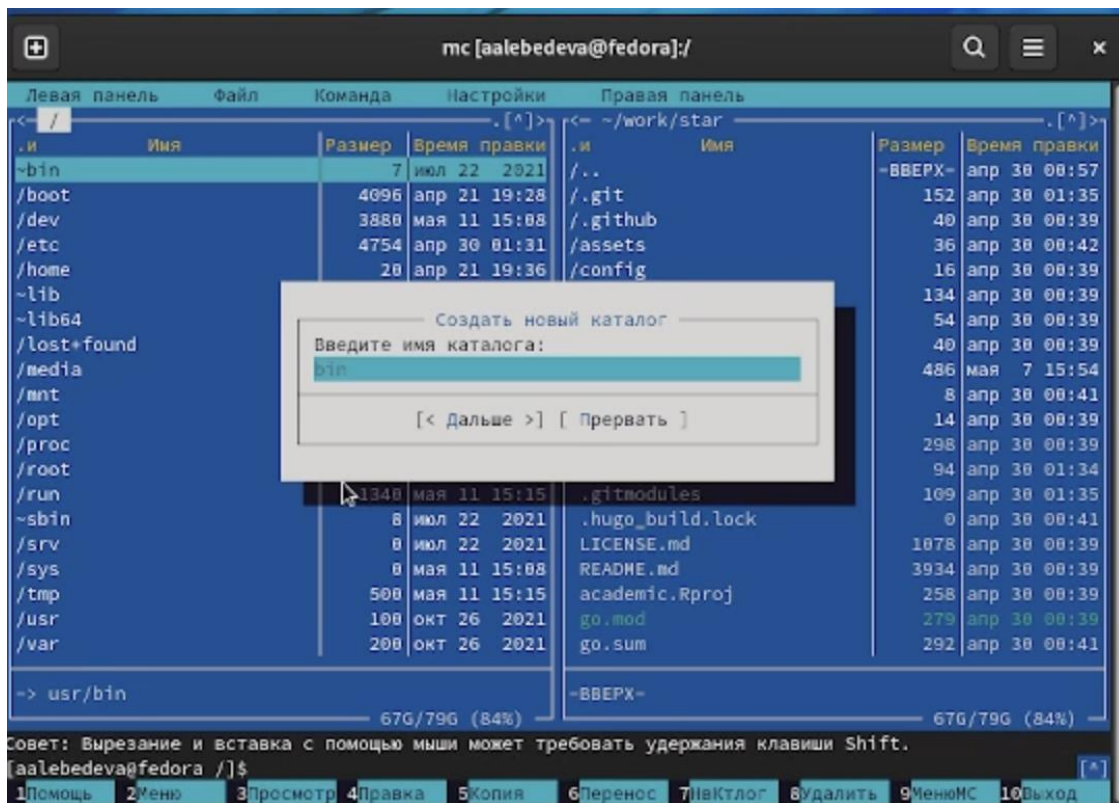 mc [aalebedeva@fedora]:/
Левая панель Файл Команда Настройки Правая панель
<— / .[^]> <— ~/work/star .[^]>
.и Имя Размер Время правки .и Имя Размер Время правки
~bin 7 июл 22 2021 /.. -ВВЕРХ- апр 30 00:57
/boot 4096 апр 21 19:28 /.git 152 апр 30 01:35
/dev 3880 мая 11 15:08 /.github 40 апр 30 00:39
/etc 4754 апр 30 01:31 /assets 36 апр 30 00:42
/home 20 апр 21 19:36 /config 16 апр 30 00:39
~lib 134 апр 30 00:39
~lib64 Создать новый каталог 54 апр 30 00:39
/lost+found Введите имя каталога: 40 апр 30 00:39
/media bin 486 мая 7 15:54
/mnt 8 апр 30 00:41
/opt [< Дальше >] [ Прервать ] 14 апр 30 00:39
/proc 298 апр 30 00:39
/root 94 апр 30 01:34
/run 1340 мая 11 15:15 .gitmodules 109 апр 30 01:35
~sbin 8 июл 22 2021 .hugo_build.lock 0 апр 30 00:41
/srv 0 июл 22 2021 LICENSE.md 1078 апр 30 00:39
/sys 0 мая 11 15:08 README.md 3934 апр 30 00:39
/tmp 500 мая 11 15:15 academic.Rproj 258 апр 30 00:39
/usr 100 окт 26 2021 go.mod 279 апр 30 00:39
/var 200 окт 26 2021 go.sum 292 апр 30 00:41
-> usr/bin -ВВЕРХ-
67G/79G (84%) 67G/79G (84%)
Совет: Вырезание и вставка с помощью мыши может требовать удержания клавиши Shift.
[aalebedeva@fedora /]$ [^]
1Помощь 2Меню 3Просмотр 4Правка 5Копия 6Перенос 7НвКтлог 8Удалить 9МенюМС 10Выход